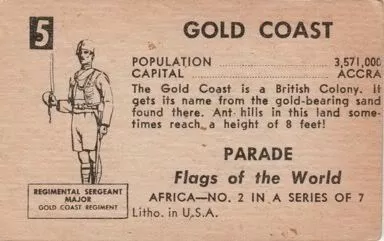 5
GOLD COAST
POPULATION 3,571,000
CAPITAL ACCRA
The Gold Coast is a British Colony. It
gets its name from the gold-bearing sand
found there. Ant hills in this land some-
times reach a height of 8 feet!
REGIMENTAL SERGEANT
MAJOR
GOLD COAST REGIMENT
PARADE
Flags of the World
AFRICA—NO. 2 IN A SERIES OF 7
Litho. in U.S.A.